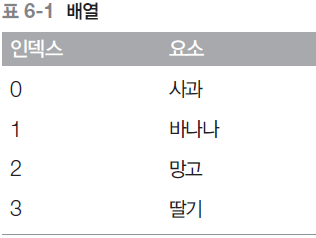 표 6-1 배열
인덱스 요소
0 사과
1 바나나
2 망고
3 딸기